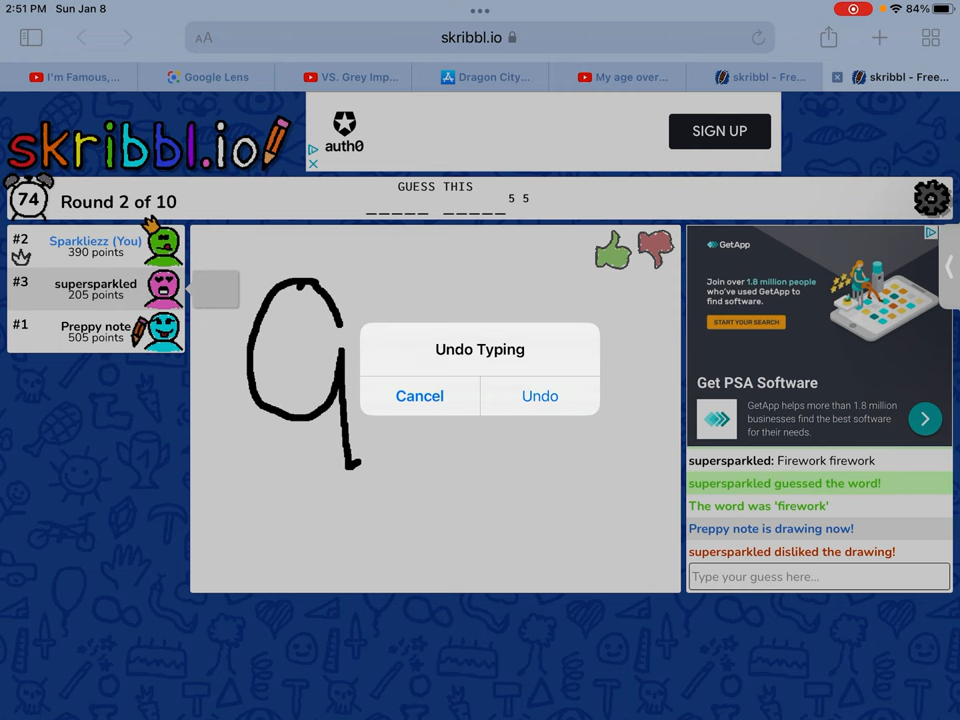 2:51 PM Sun Jan 8
84%
AA skribbl.io
I'm Famous,...
Google Lens
VS. Grey Imp...
Dragon City...
My age over...
skribbl - Fre...
skribbl - Free...
skribbl.io
auth0
SIGN UP
74
Round 2 of 10
GUESS THIS
_____ _____ 5 5
#2 Sparkliezz (You)
390 points
#3 supersparkled
205 points
#1 Preppy note
505 points
a
Undo Typing
Cancel Undo
GetApp
Join over 1.8 million people
who've used GetApp to
find software.
START YOUR SEARCH
Get PSA Software
GetApp helps more than 1.8 million
businesses find the best software
for their needs.
supersparkled: Firework firework
supersparkled guessed the word!
The word was 'firework'
Preppy note is drawing now!
supersparkled disliked the drawing!
Type your guess here...